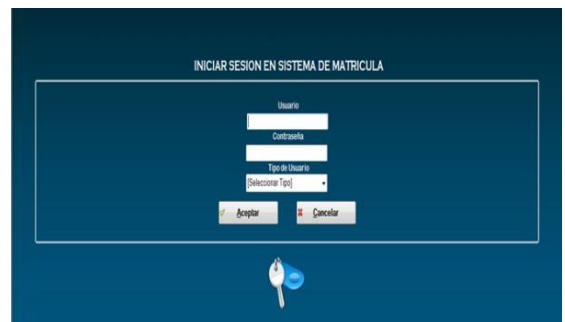 INICIAR SESION EN SISTEMA DE MATRICULA
Usuario
Contraseña
Tipo de Usuario
[Seleccionar Tipo]
Aceptar Cancelar